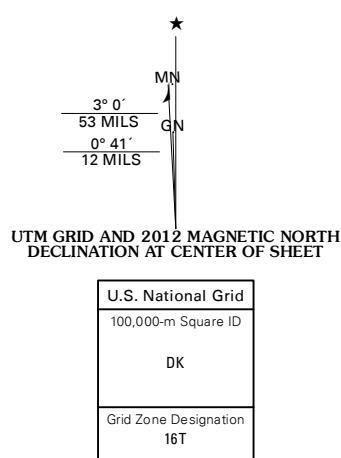 ★
MN
3° 0´
53 MILS
GN
0° 41´
12 MILS
UTM GRID AND 2012 MAGNETIC NORTH
DECLINATION AT CENTER OF SHEET
U.S. National Grid
100,000-m Square ID
DK
Grid Zone Designation
16T